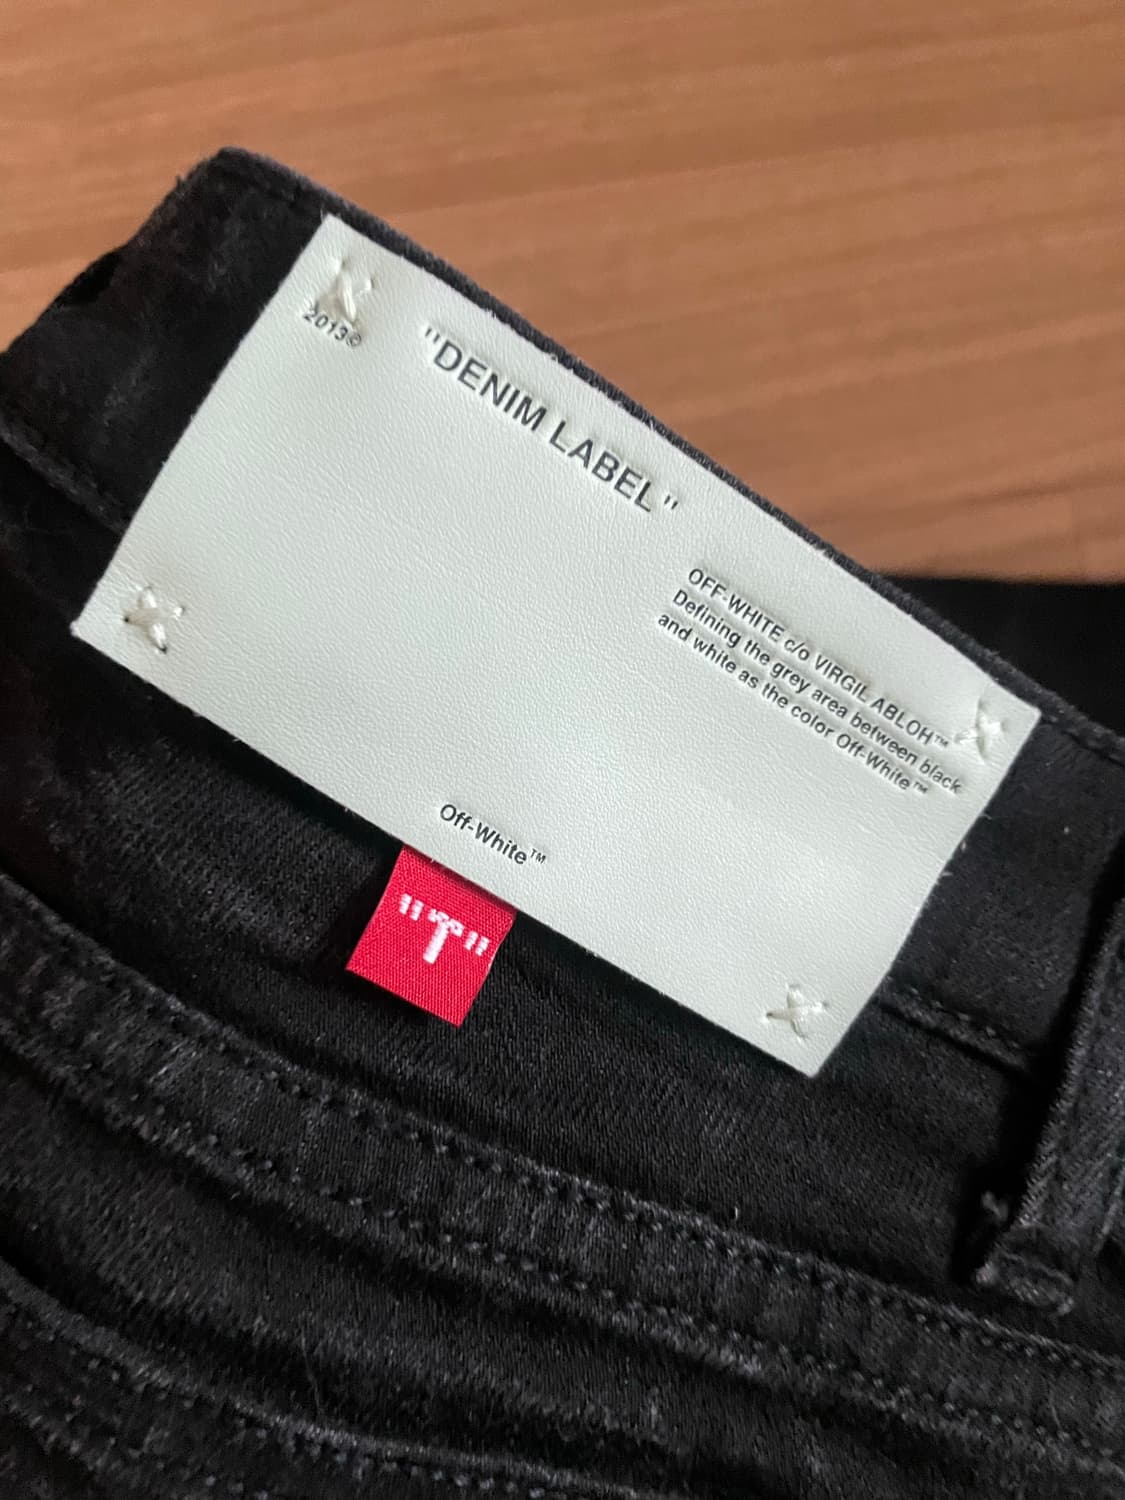 2013©
"DENIM LABEL"
OFF-WHITE c/o VIRGIL ABLOH™
Defining the grey area between black
and white as the color Off-White™
Off-White™